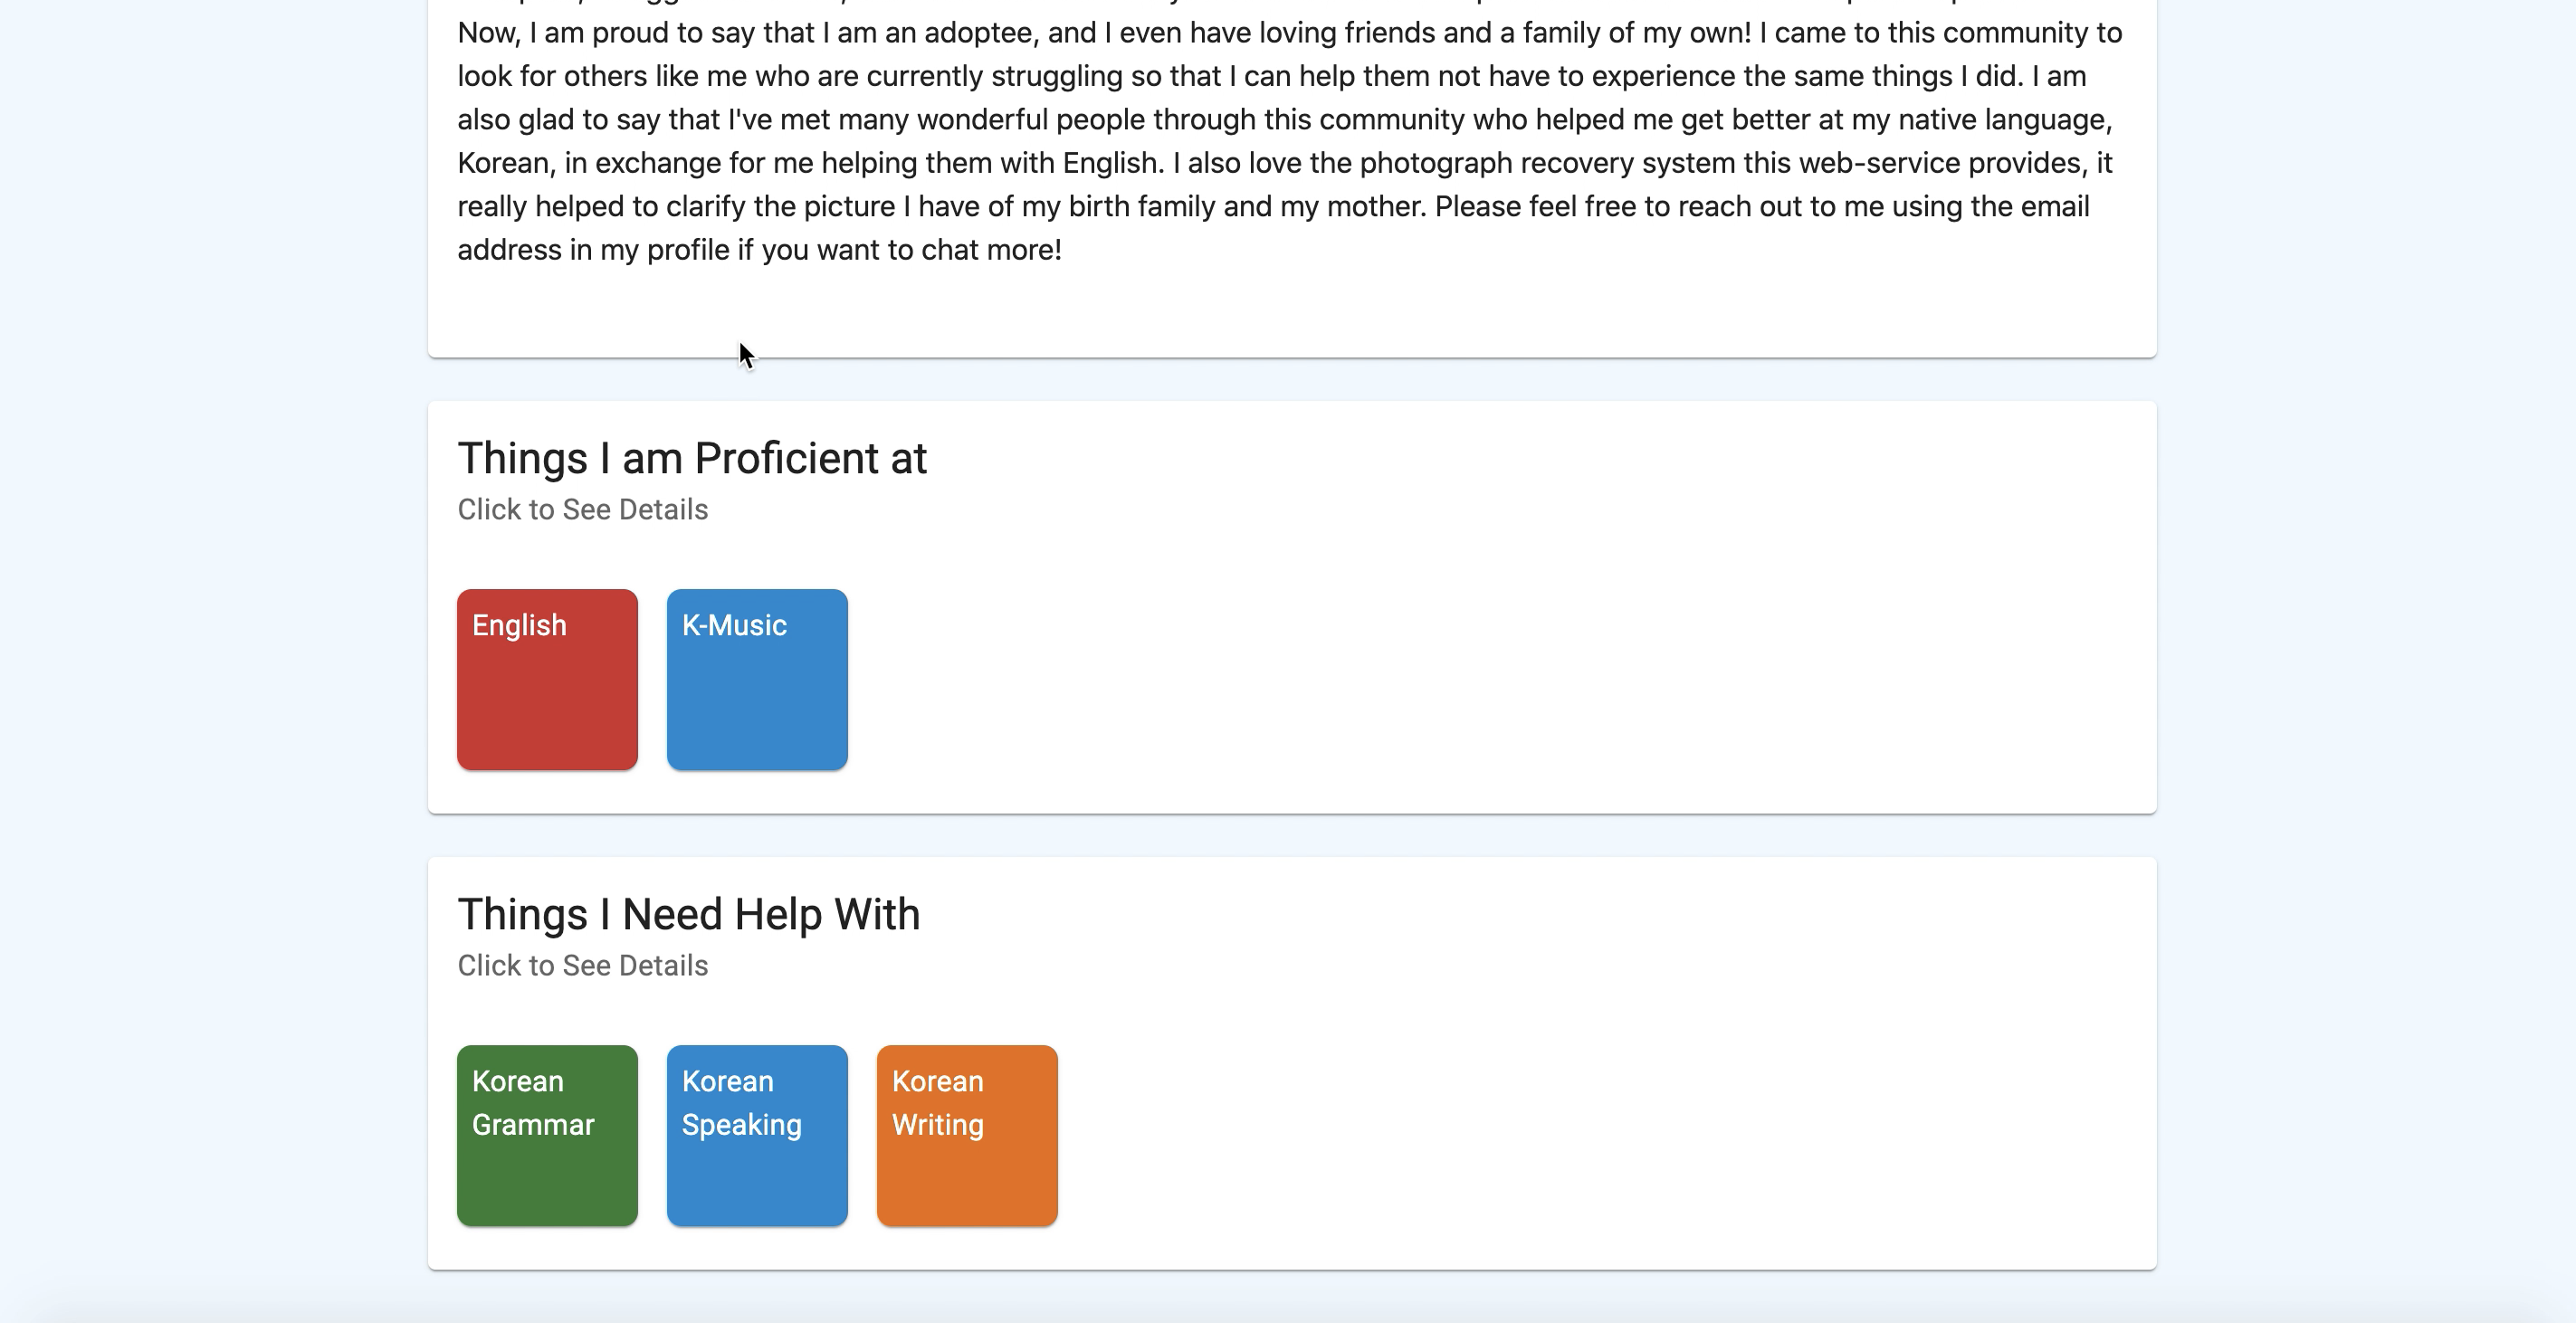 Now, I am proud to say that I am an adoptee, and I even have loving friends and a family of my own! I came to this community to
look for others like me who are currently struggling so that I can help them not have to experience the same things I did. I am
also glad to say that I've met many wonderful people through this community who helped me get better at my native language,
Korean, in exchange for me helping them with English. I also love the photograph recovery system this web-service provides, it
really helped to clarify the picture I have of my birth family and my mother. Please feel free to reach out to me using the email
address in my profile if you want to chat more!
Things I am Proficient at
Click to See Details
English
K-Music
Things I Need Help With
Click to See Details
Korean
Grammar
Korean
Speaking
Korean
Writing